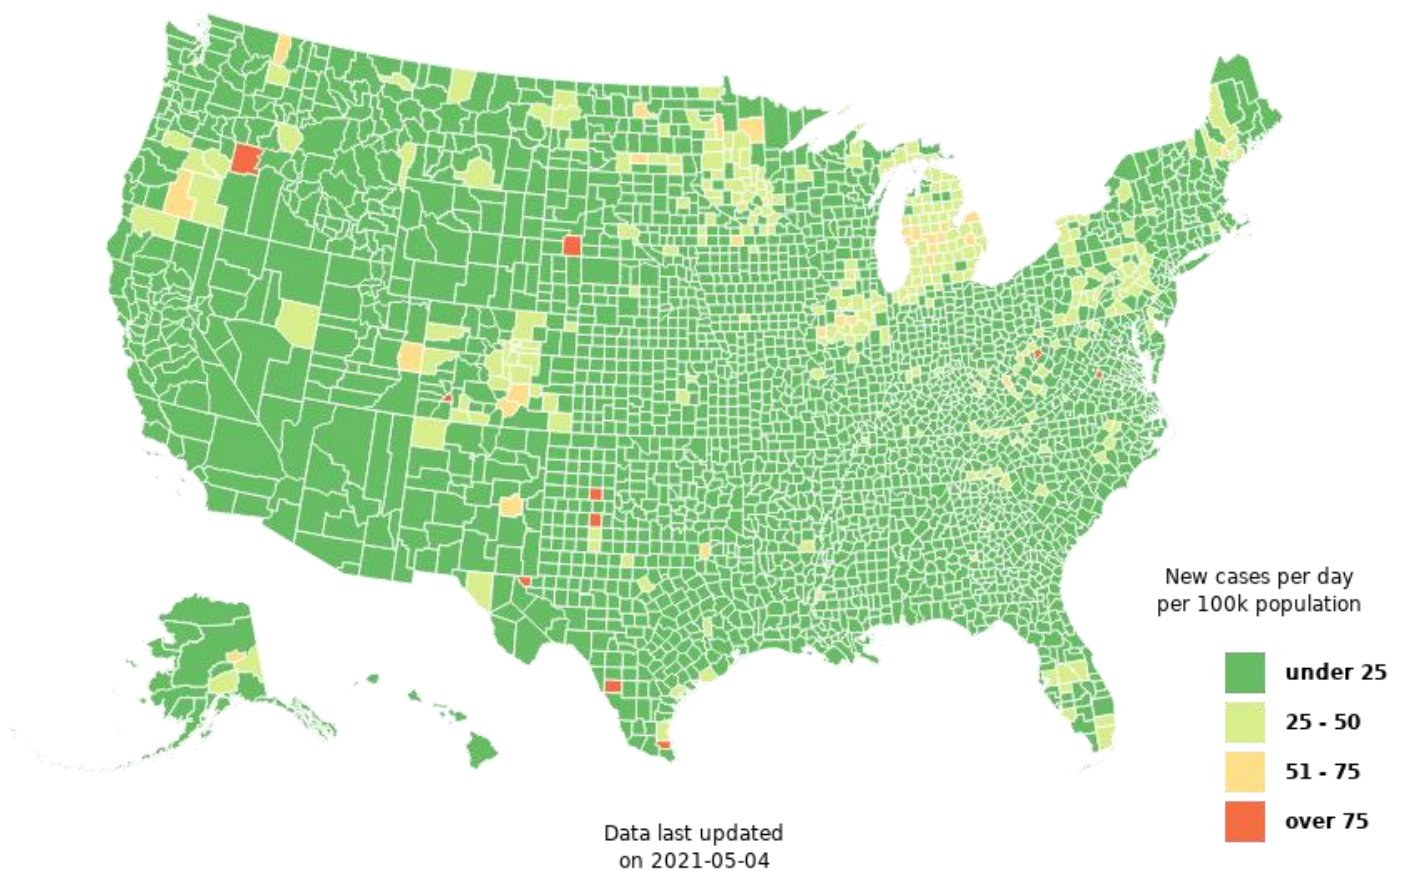 New cases per day
per 100k population
under 25
25 - 50
51 - 75
over 75
Data last updated
on 2021-05-04